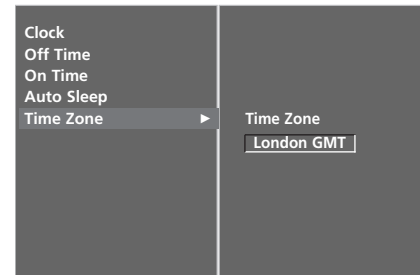 Clock
Off Time
On Time
Auto Sleep
Time Zone ►
Time Zone
London GMT